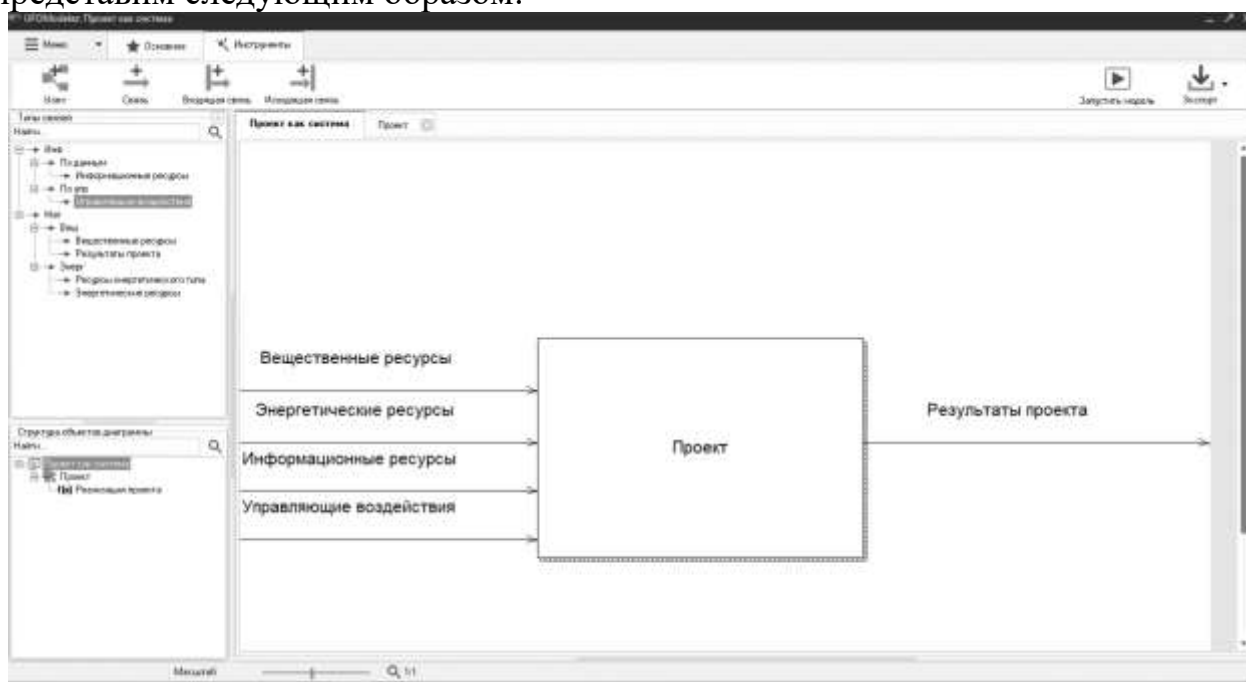 представим следующим образом:
UFOModeler: Проект как система
Меню
Основное
Инструменты
Узел
Связь
Входящая связь
Исходящая связь
Запустить модель
Экспорт
Типы связей
Найти...
Проект как система
Проект
Инф
По данным
Информационные ресурсы
По упр
Управляющие воздействия
Мат
Вещ
Вещественные ресурсы
Результаты проекта
Энерг
Ресурсы энергетического типа
Энергетические ресурсы
Вещественные ресурсы
Энергетические ресурсы
Информационные ресурсы
Управляющие воздействия
Проект
Результаты проекта
Структура объектов диаграммы
Найти...
Проект как система
Проект
f(x) Реализация проекта
Масштаб
1:1